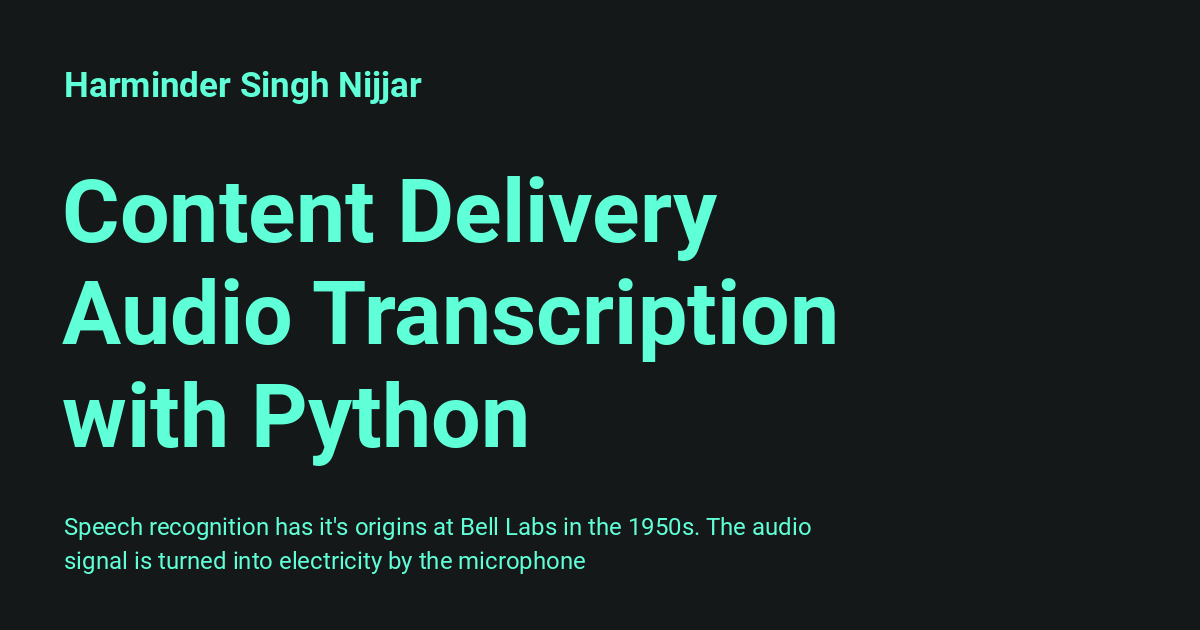 Harminder Singh Nijjar
Content Delivery
Audio Transcription
with Python
Speech recognition has it's origins at Bell Labs in the 1950s. The audio
signal is turned into electricity by the microphone